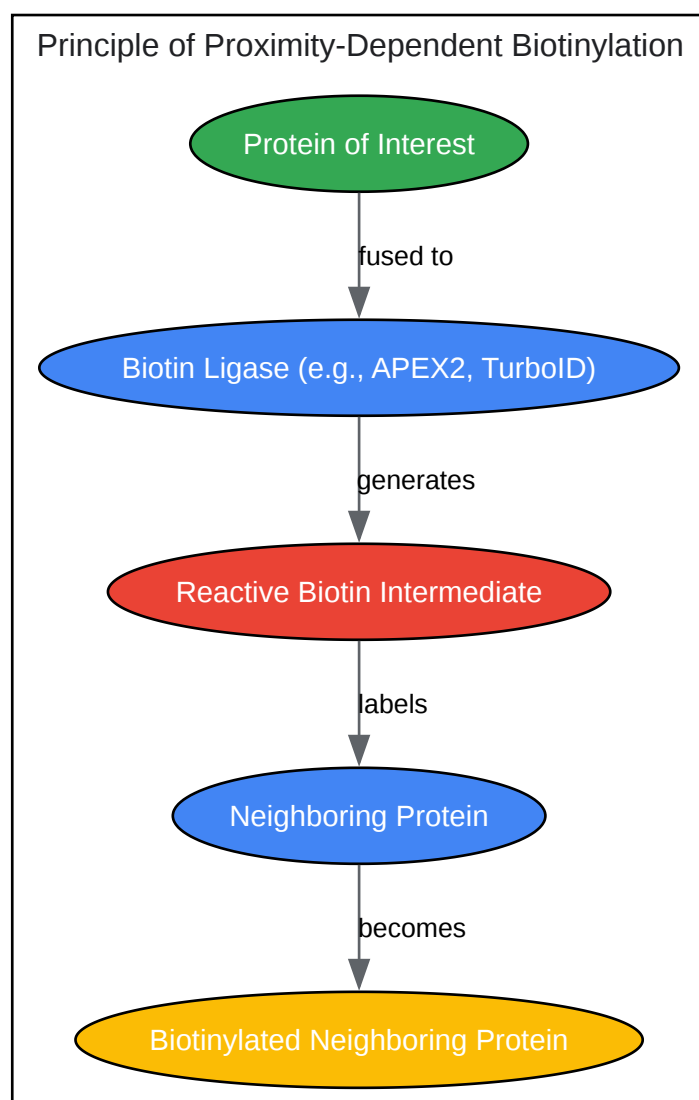 Principle of Proximity-Dependent Biotinylation
Protein of Interest
fused to
Biotin Ligase (e.g., APEX2, TurboID)
generates
Reactive Biotin Intermediate
labels
Neighboring Protein
becomes
Biotinylated Neighboring Protein